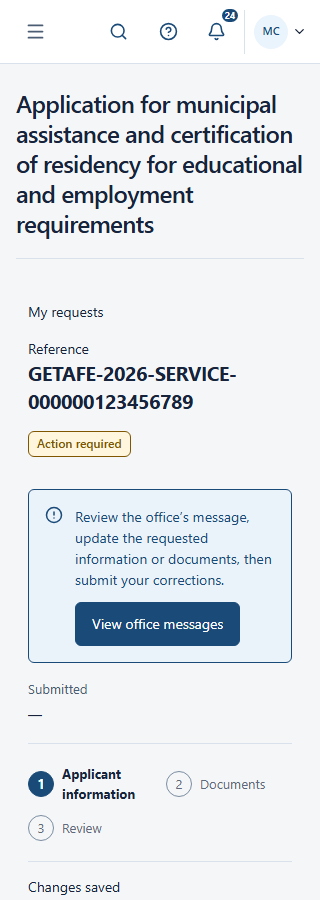 24
MC
Application for municipal
assistance and certification
of residency for educational
and employment
requirements
My requests
Reference
GETAFE-2026-SERVICE-
000000123456789
Action required
Review the office’s message,
update the requested
information or documents, then
submit your corrections.
View office messages
Submitted
—
1 Applicant
information
2 Documents
3 Review
Changes saved